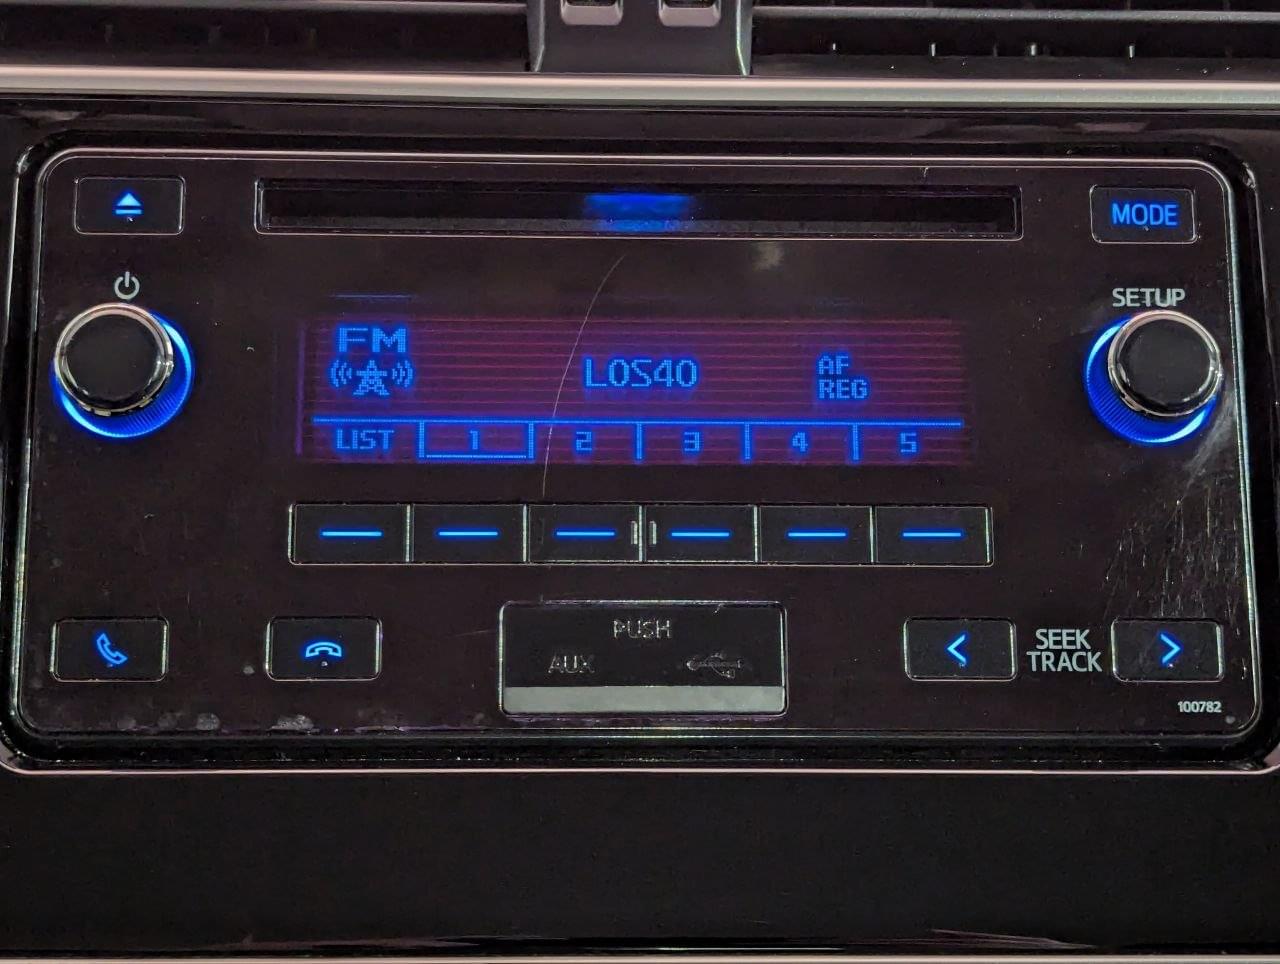 MODE
SETUP
FM
LOS40
AF
REG
LIST 1 2 3 4 5
PUSH
AUX
SEEK
TRACK
100782